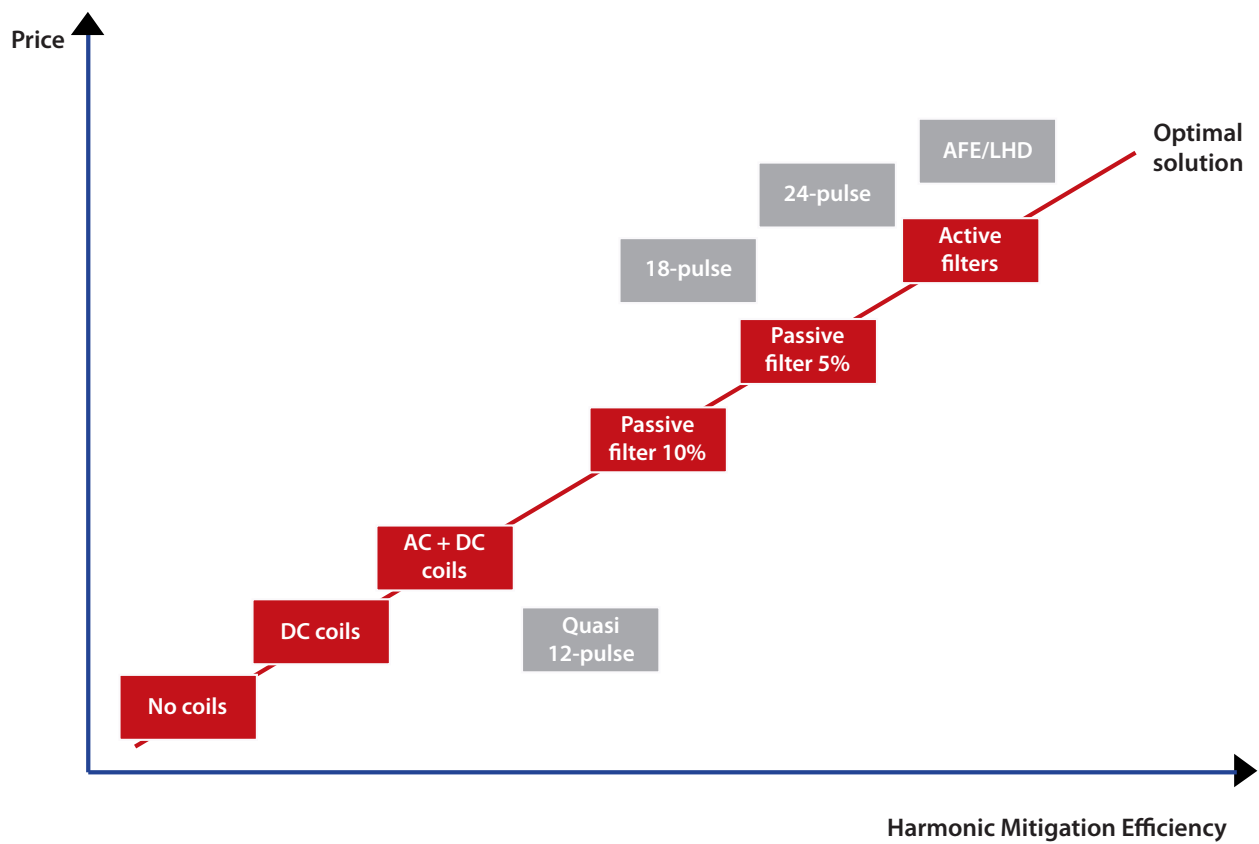 Price
AFE/LHD
Optimal
solution
24-pulse
Active
filters
18-pulse
Passive
filter 5%
Passive
filter 10%
AC + DC
coils
DC coils
Quasi
12-pulse
No coils
Harmonic Mitigation Efficiency